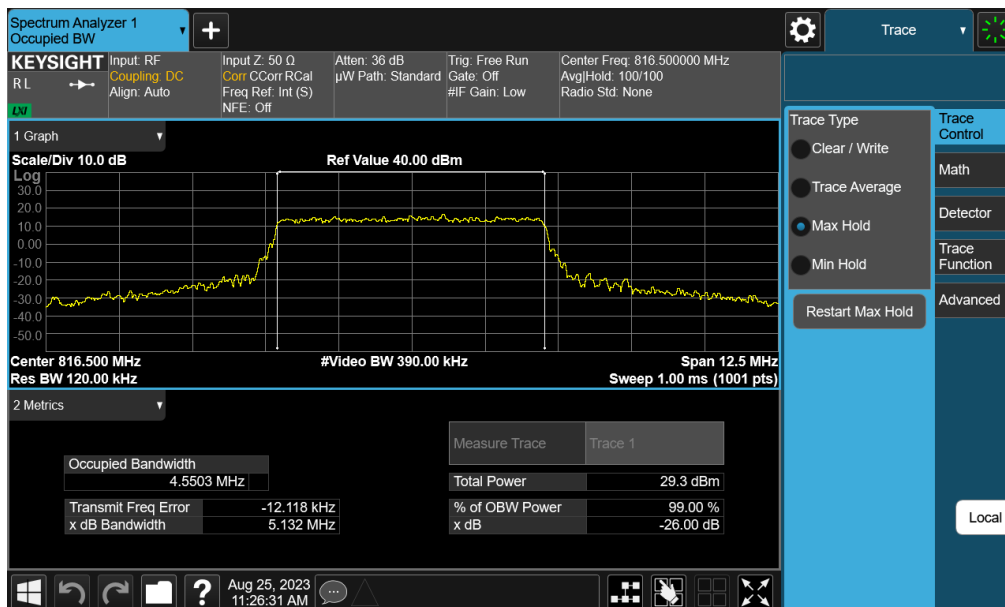 Spectrum Analyzer 1
Occupied BW
Trace
KEYSIGHT
R L
LXI
Input: RF
Coupling: DC
Align: Auto
Input Z: 50 Ω
Corr CCorr RCal
Freq Ref: Int (S)
NFE: Off
Atten: 36 dB
µW Path: Standard
Trig: Free Run
Gate: Off
#IF Gain: Low
Center Freq: 816.500000 MHz
Avg|Hold: 100/100
Radio Std: None
1 Graph
Scale/Div 10.0 dB
Ref Value 40.00 dBm
Log
30.0
20.0
10.0
0.00
-10.0
-20.0
-30.0
-40.0
-50.0
Center 816.500 MHz
#Video BW 390.00 kHz
Span 12.5 MHz
Res BW 120.00 kHz
Sweep 1.00 ms (1001 pts)
2 Metrics
Measure Trace
Trace 1
Occupied Bandwidth
4.5503 MHz
Total Power
29.3 dBm
Transmit Freq Error
-12.118 kHz
% of OBW Power
99.00 %
x dB Bandwidth
5.132 MHz
x dB
-26.00 dB
Trace Type
Clear / Write
Trace Average
Max Hold
Min Hold
Restart Max Hold
Trace
Control
Math
Detector
Trace
Function
Advanced
Local
?
Aug 25, 2023
11:26:31 AM